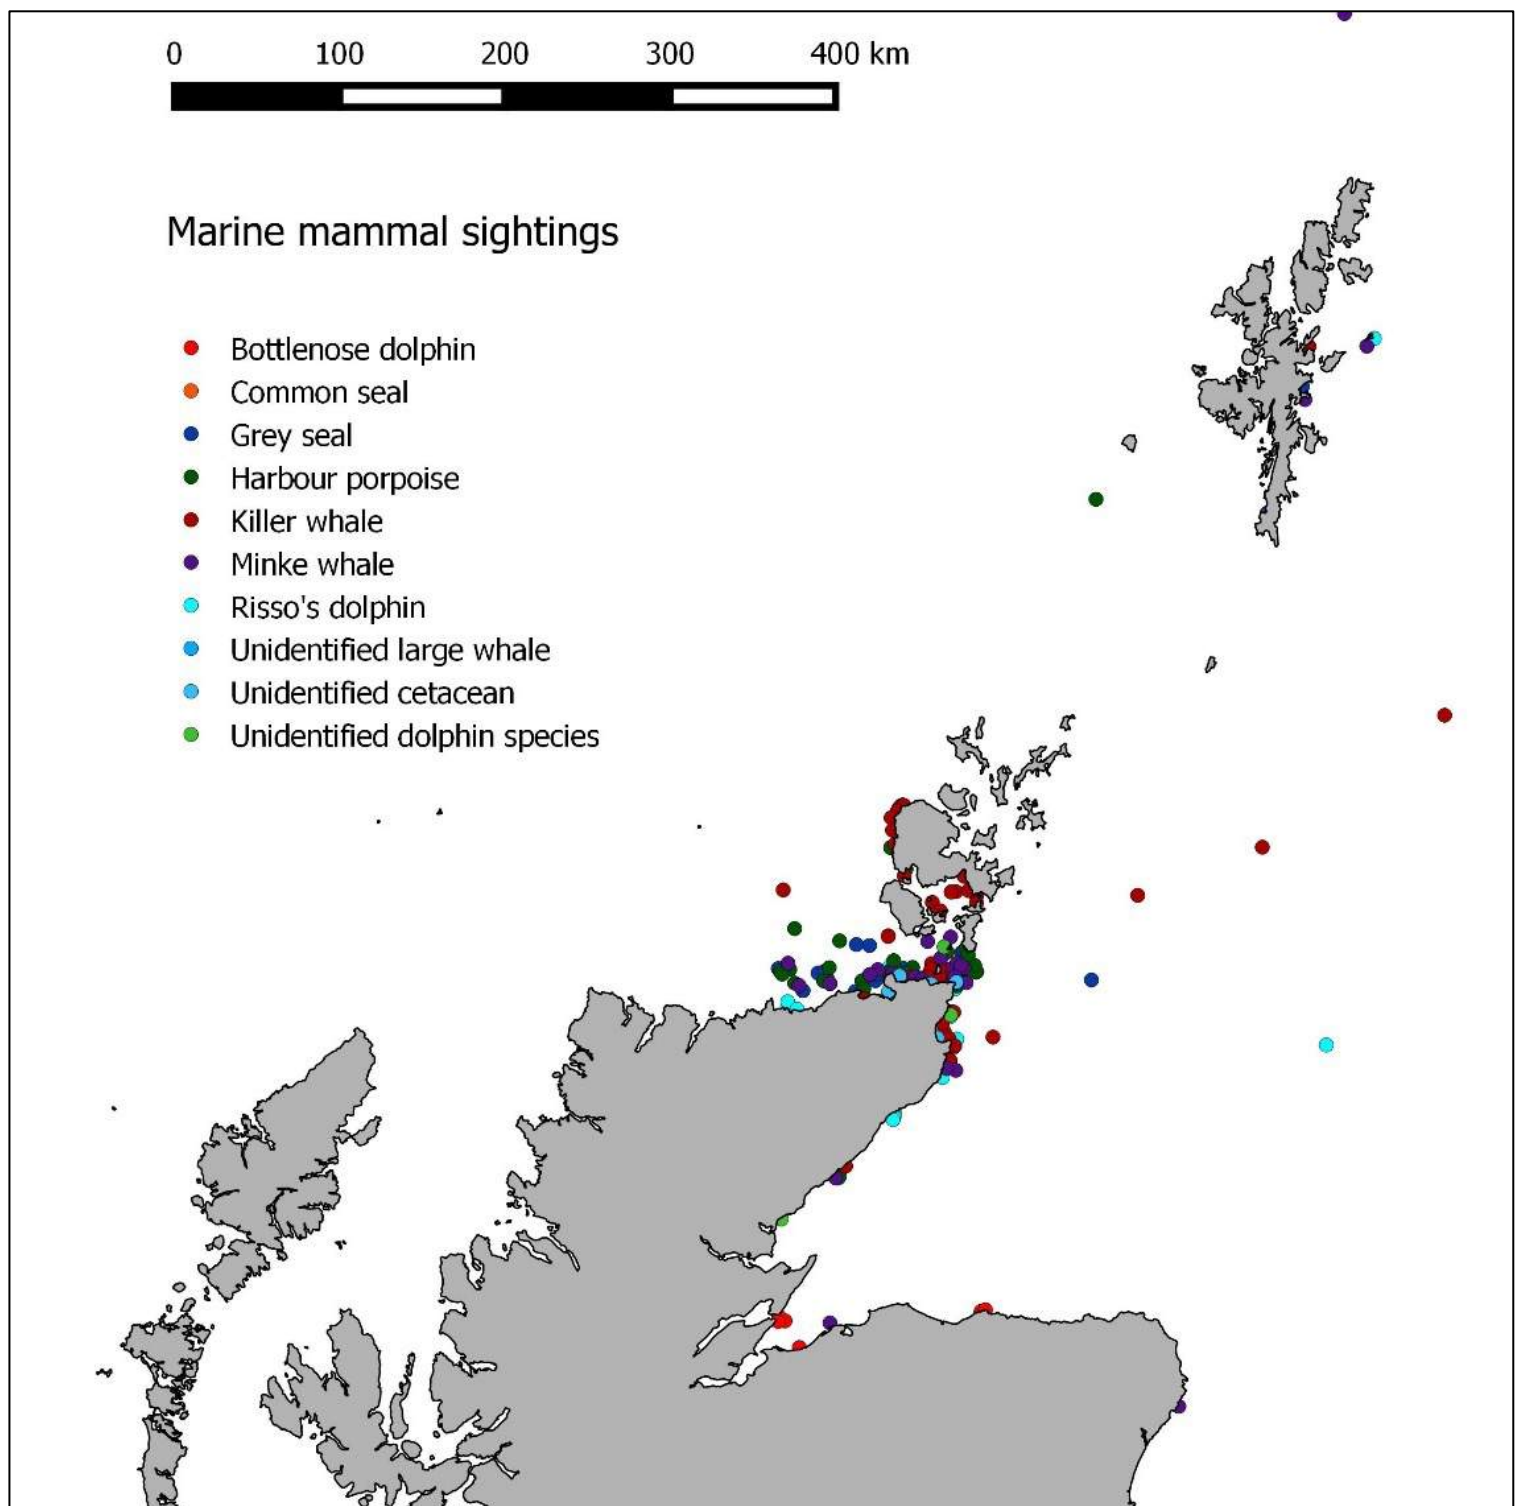 0 100 200 300 400 km
Marine mammal sightings
Bottlenose dolphin
Common seal
Grey seal
Harbour porpoise
Killer whale
Minke whale
Risso's dolphin
Unidentified large whale
Unidentified cetacean
Unidentified dolphin species